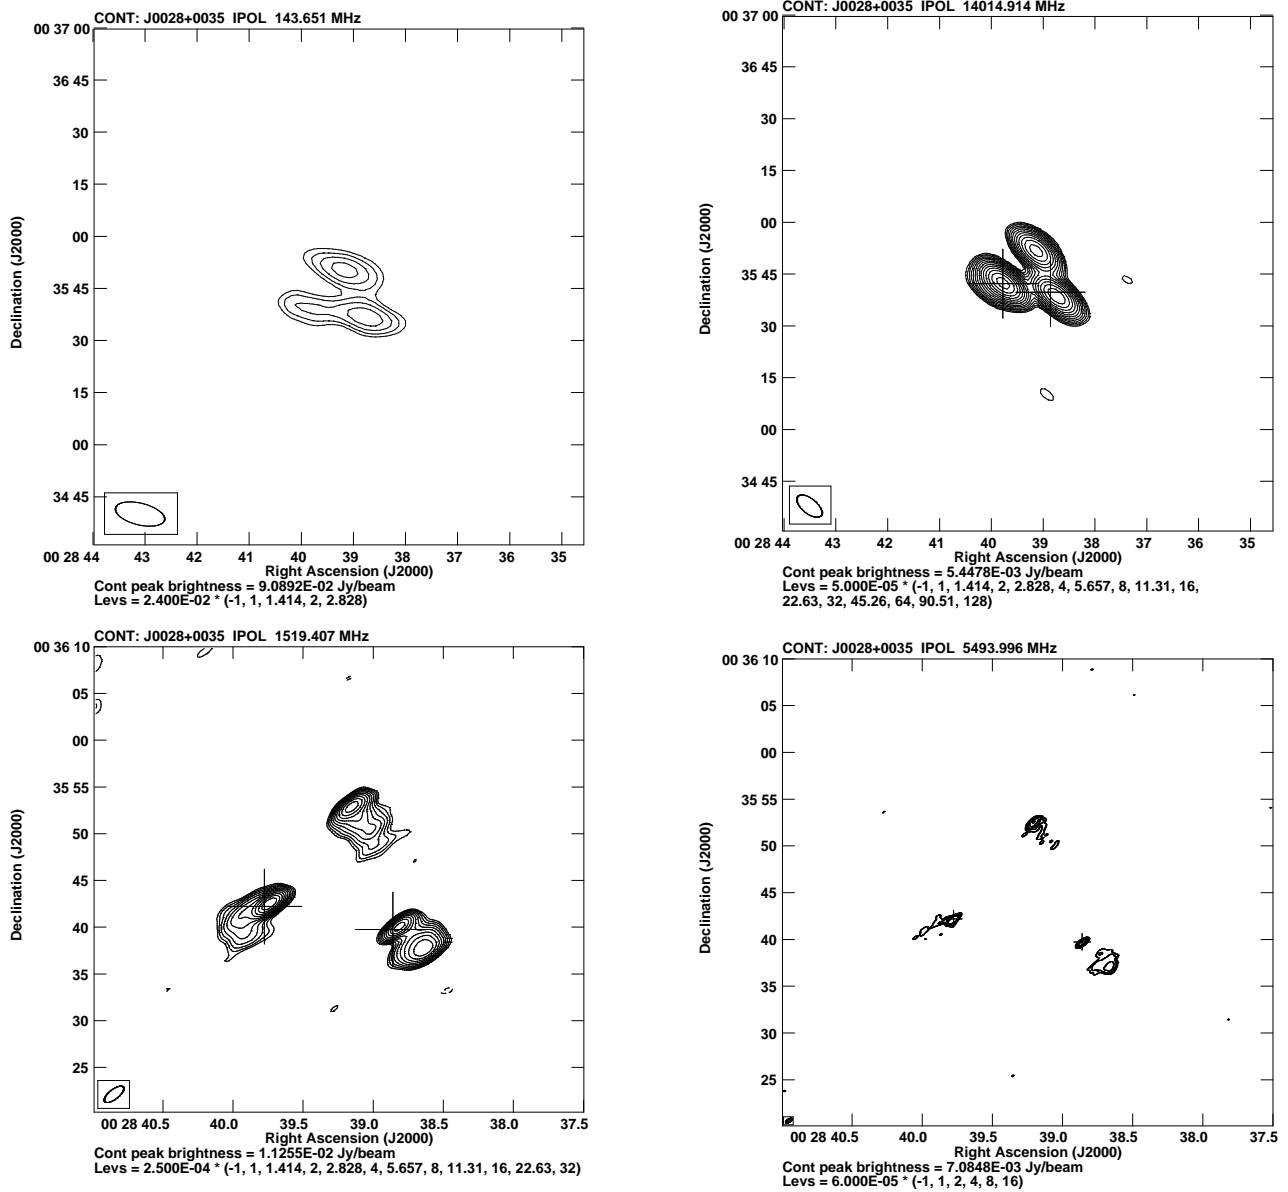 CONT: J0028+0035 IPOL 143.651 MHz
00 37 00
36 45
30
15
00
35 45
30
15
00
34 45
Declination (J2000)
00 28 44 43 42 41 40 39 38 37 36 35
Right Ascension (J2000)
Cont peak brightness = 9.0892E-02 Jy/beam
Levs = 2.400E-02 * (-1, 1, 1.414, 2, 2.828)
CONT: J0028+0035 IPOL 14014.914 MHz
00 37 00
36 45
30
15
00
35 45
30
15
00
34 45
Declination (J2000)
00 28 44 43 42 41 40 39 38 37 36 35
Right Ascension (J2000)
Cont peak brightness = 5.4478E-03 Jy/beam
Levs = 5.000E-05 * (-1, 1, 1.414, 2, 2.828, 4, 5.657, 8, 11.31, 16,
22.63, 32, 45.26, 64, 90.51, 128)
CONT: J0028+0035 IPOL 1519.407 MHz
00 36 10
05
00
35 55
50
45
40
35
30
25
Declination (J2000)
00 28 40.5 40.0 39.5 39.0 38.5 38.0 37.5
Right Ascension (J2000)
Cont peak brightness = 1.1255E-02 Jy/beam
Levs = 2.500E-04 * (-1, 1, 1.414, 2, 2.828, 4, 5.657, 8, 11.31, 16, 22.63, 32)
CONT: J0028+0035 IPOL 5493.996 MHz
00 36 10
05
00
35 55
50
45
40
35
30
25
Declination (J2000)
00 28 40.5 40.0 39.5 39.0 38.5 38.0 37.5
Right Ascension (J2000)
Cont peak brightness = 7.0848E-03 Jy/beam
Levs = 6.000E-05 * (-1, 1, 2, 4, 8, 16)